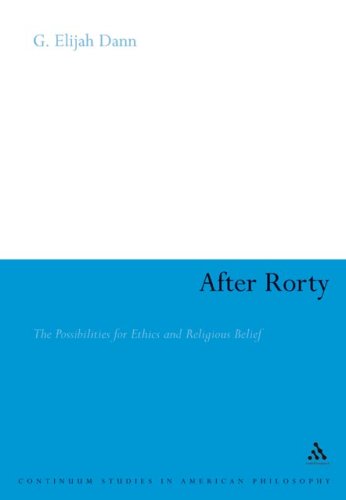 G. Elijah Dann
After Rorty
The Possibilities for Ethics and Religious Belief
CONTINUUM STUDIES IN AMERICAN PHILOSOPHY